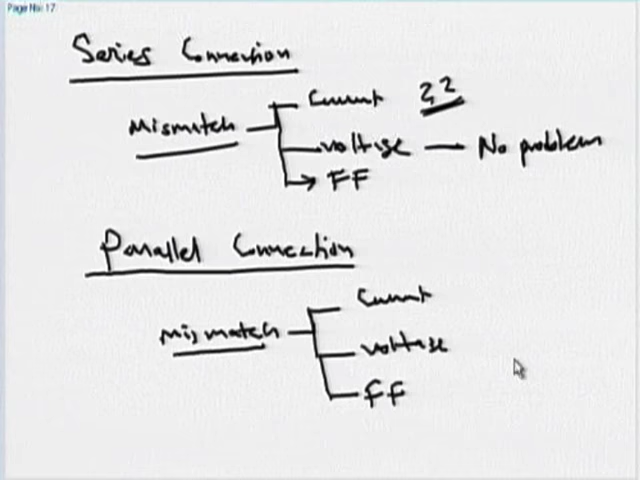 Page No: 17
Series Connection
Current ??
Mismatch
voltage — No problem
FF
Parallel Connection
Current
Mismatch
voltage
FF